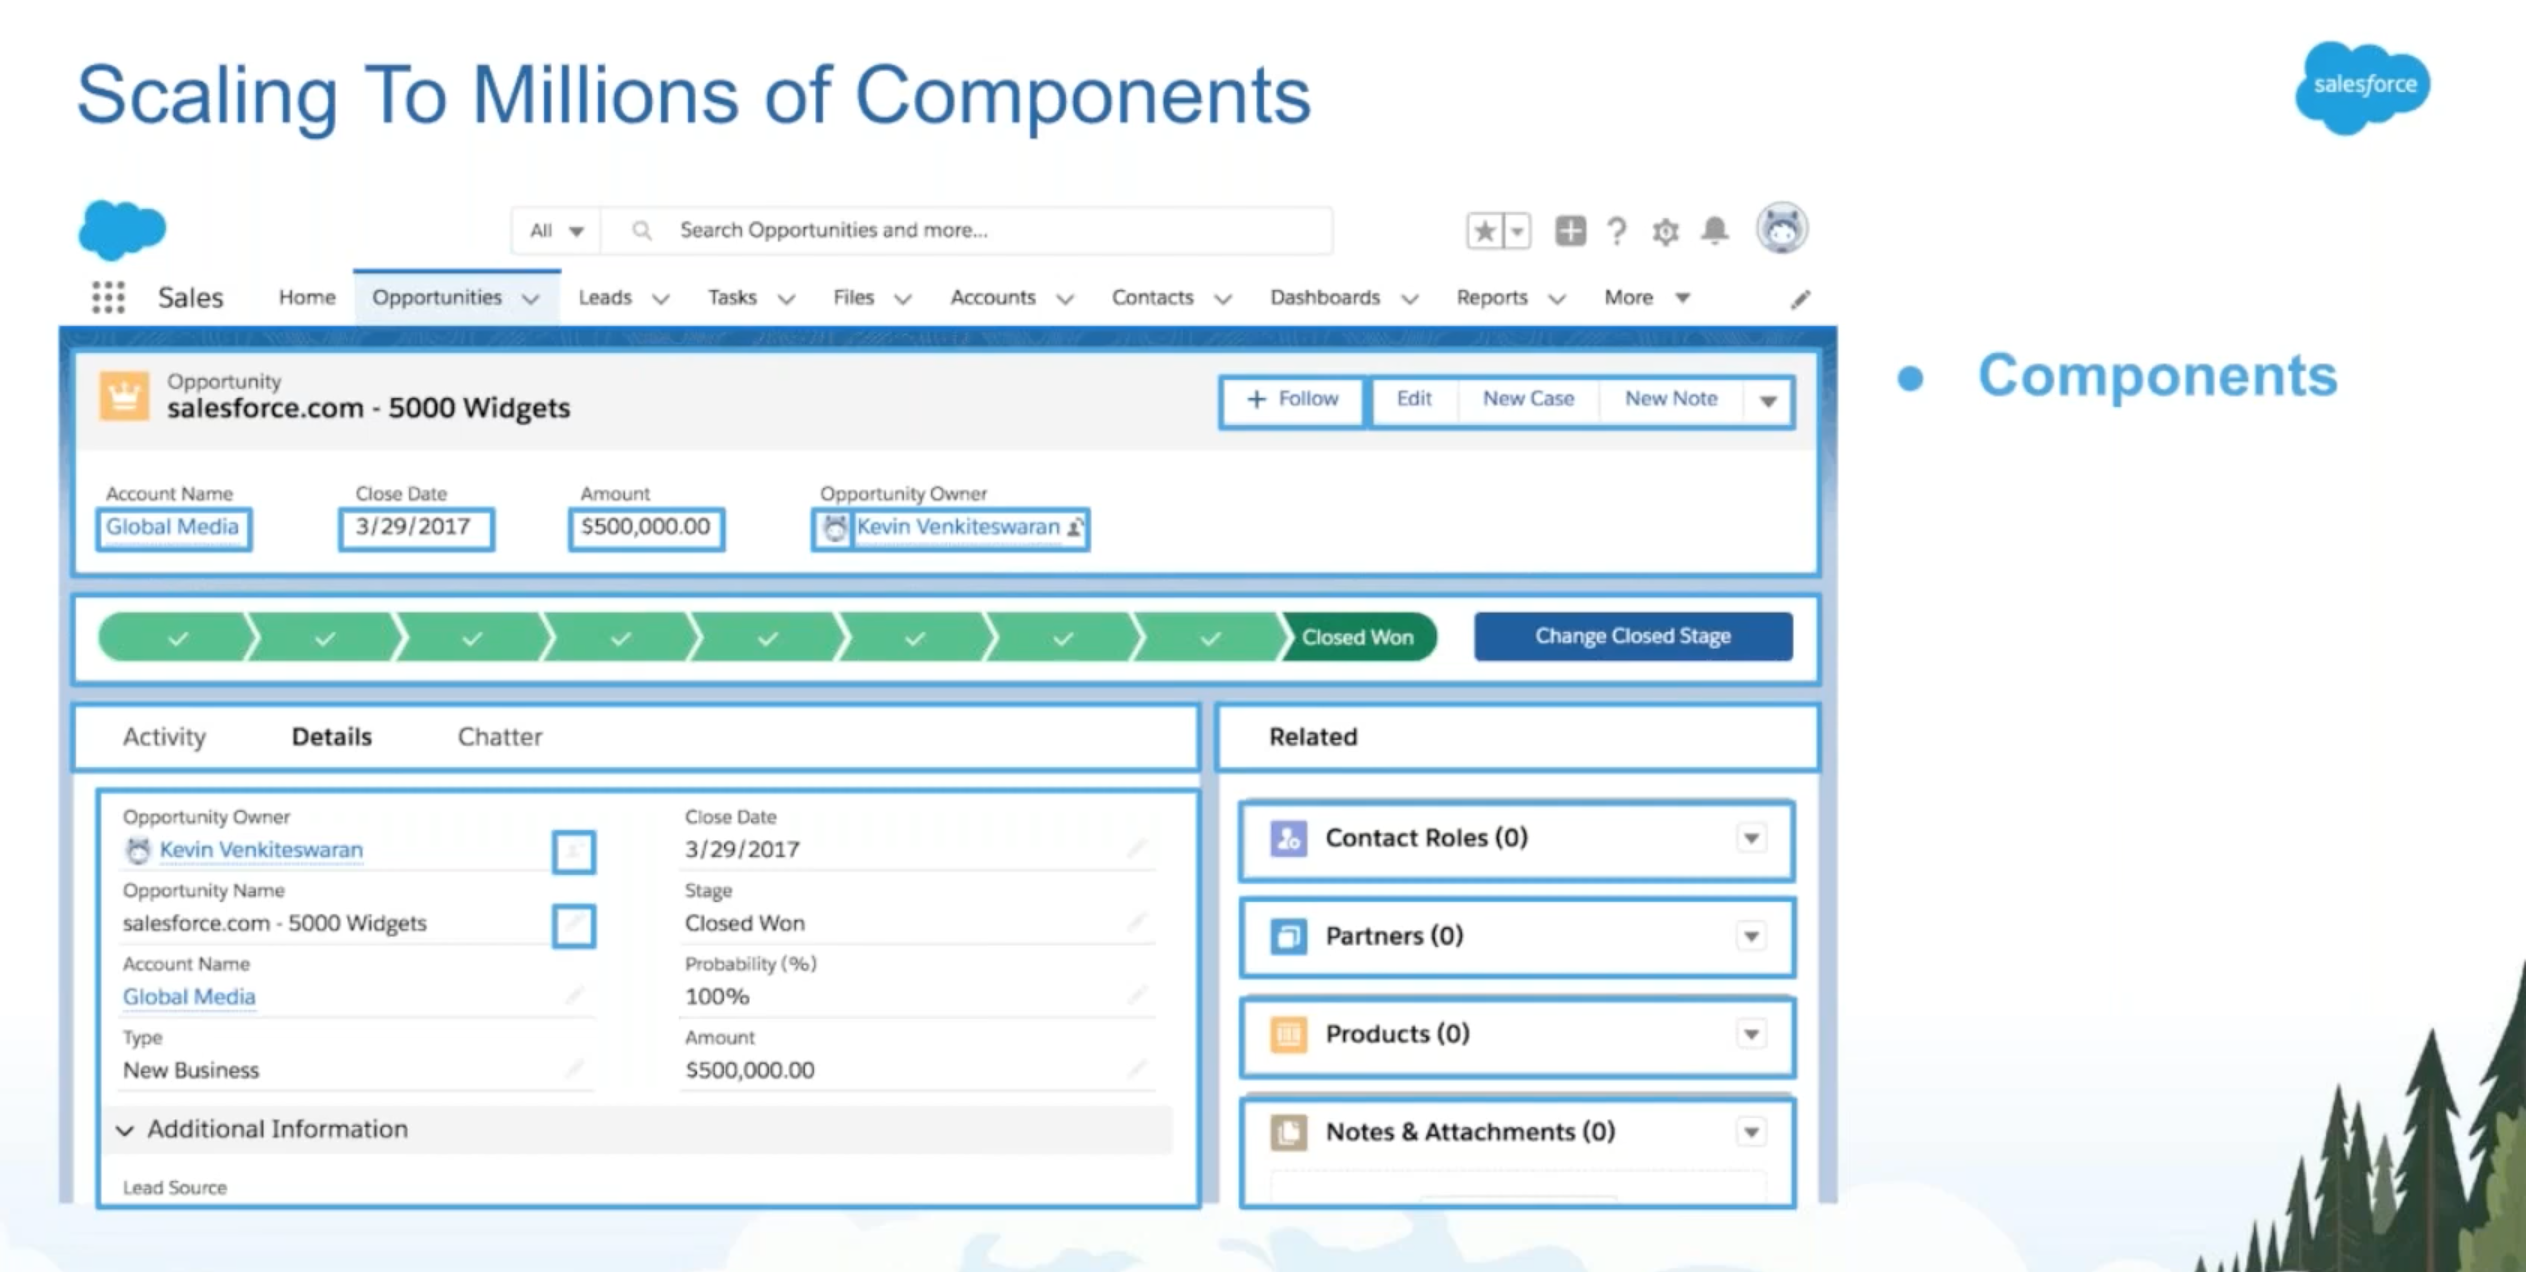 Scaling To Millions of Components
salesforce
All
Search Opportunities and more...
Sales
Home
Opportunities
Leads
Tasks
Files
Accounts
Contacts
Dashboards
Reports
More
Opportunity
salesforce.com - 5000 Widgets
+ Follow
Edit
New Case
New Note
• Components
Account Name
Close Date
Amount
Opportunity Owner
Global Media
3/29/2017
$500,000.00
Kevin Venkiteswaran
Closed Won
Change Closed Stage
Activity
Details
Chatter
Opportunity Owner
Kevin Venkiteswaran
Close Date
3/29/2017
Opportunity Name
salesforce.com - 5000 Widgets
Stage
Closed Won
Account Name
Global Media
Probability (%)
100%
Type
New Business
Amount
$500,000.00
Additional Information
Lead Source
Related
Contact Roles (0)
Partners (0)
Products (0)
Notes & Attachments (0)